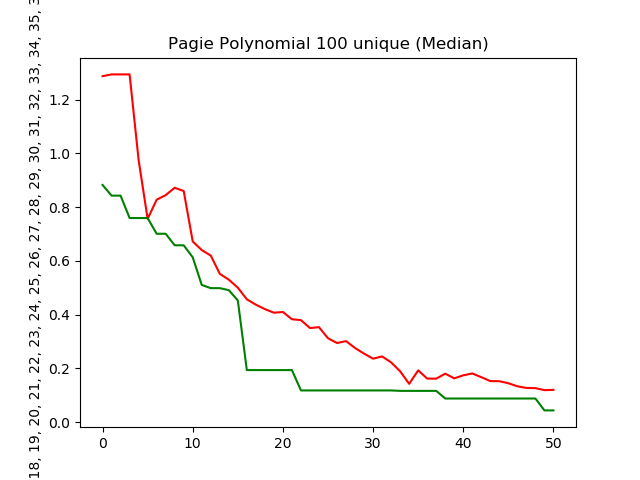 Pagie Polynomial 100 unique (Median)
18, 19, 20, 21, 22, 23, 24, 25, 26, 27, 28, 29, 30, 31, 32, 33, 34, 35,
1.2
1.0
0.8
0.6
0.4
0.2
0.0
0 10 20 30 40 50